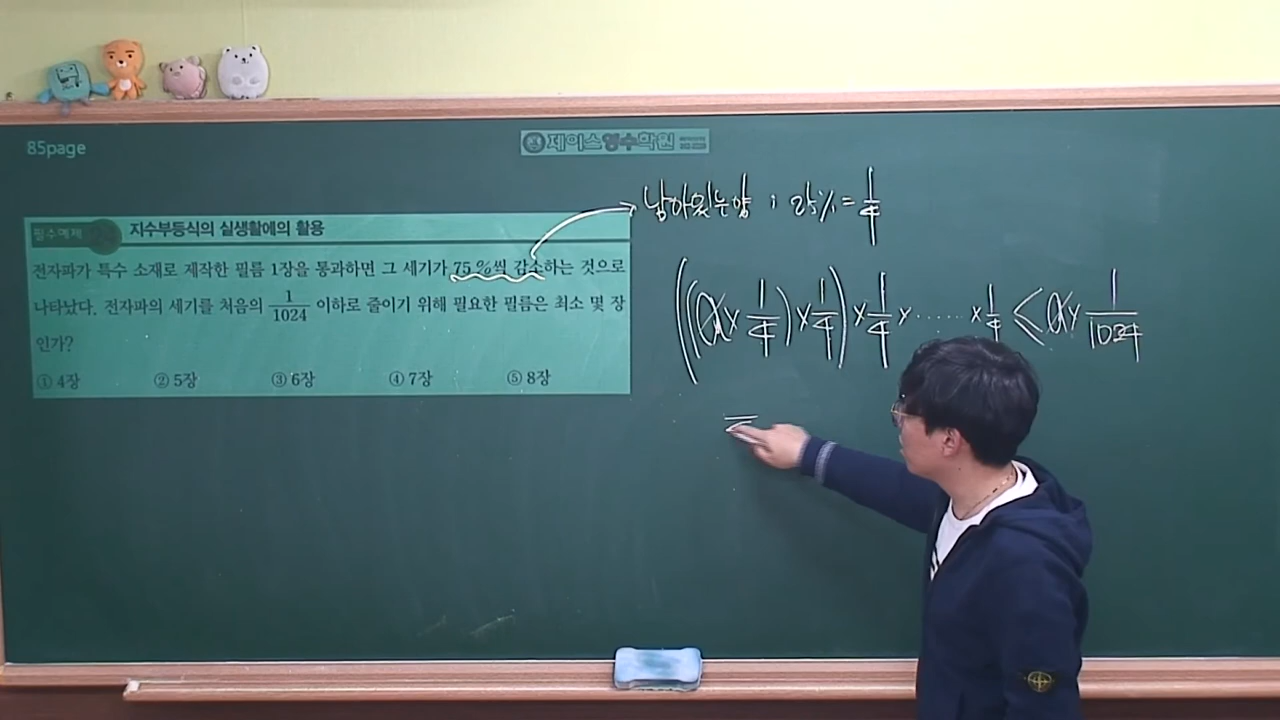 85page
제이스영수학원
필수예제
지수부등식의 실생활에의 활용
전자파가 특수 소재로 제작한 필름 1장을 통과하면 그 세기가 75 %씩 감소하는 것으로
나타났다. 전자파의 세기를 처음의 1/1024 이하로 줄이기 위해 필요한 필름은 최소 몇 장
인가?
① 4장 ② 5장 ③ 6장 ④ 7장 ⑤ 8장
남아있는양 : 25% = 1/4
(((a× 1/4)× 1/4)× 1/4 × ...... × 1/4 ≤ a× 1/1024